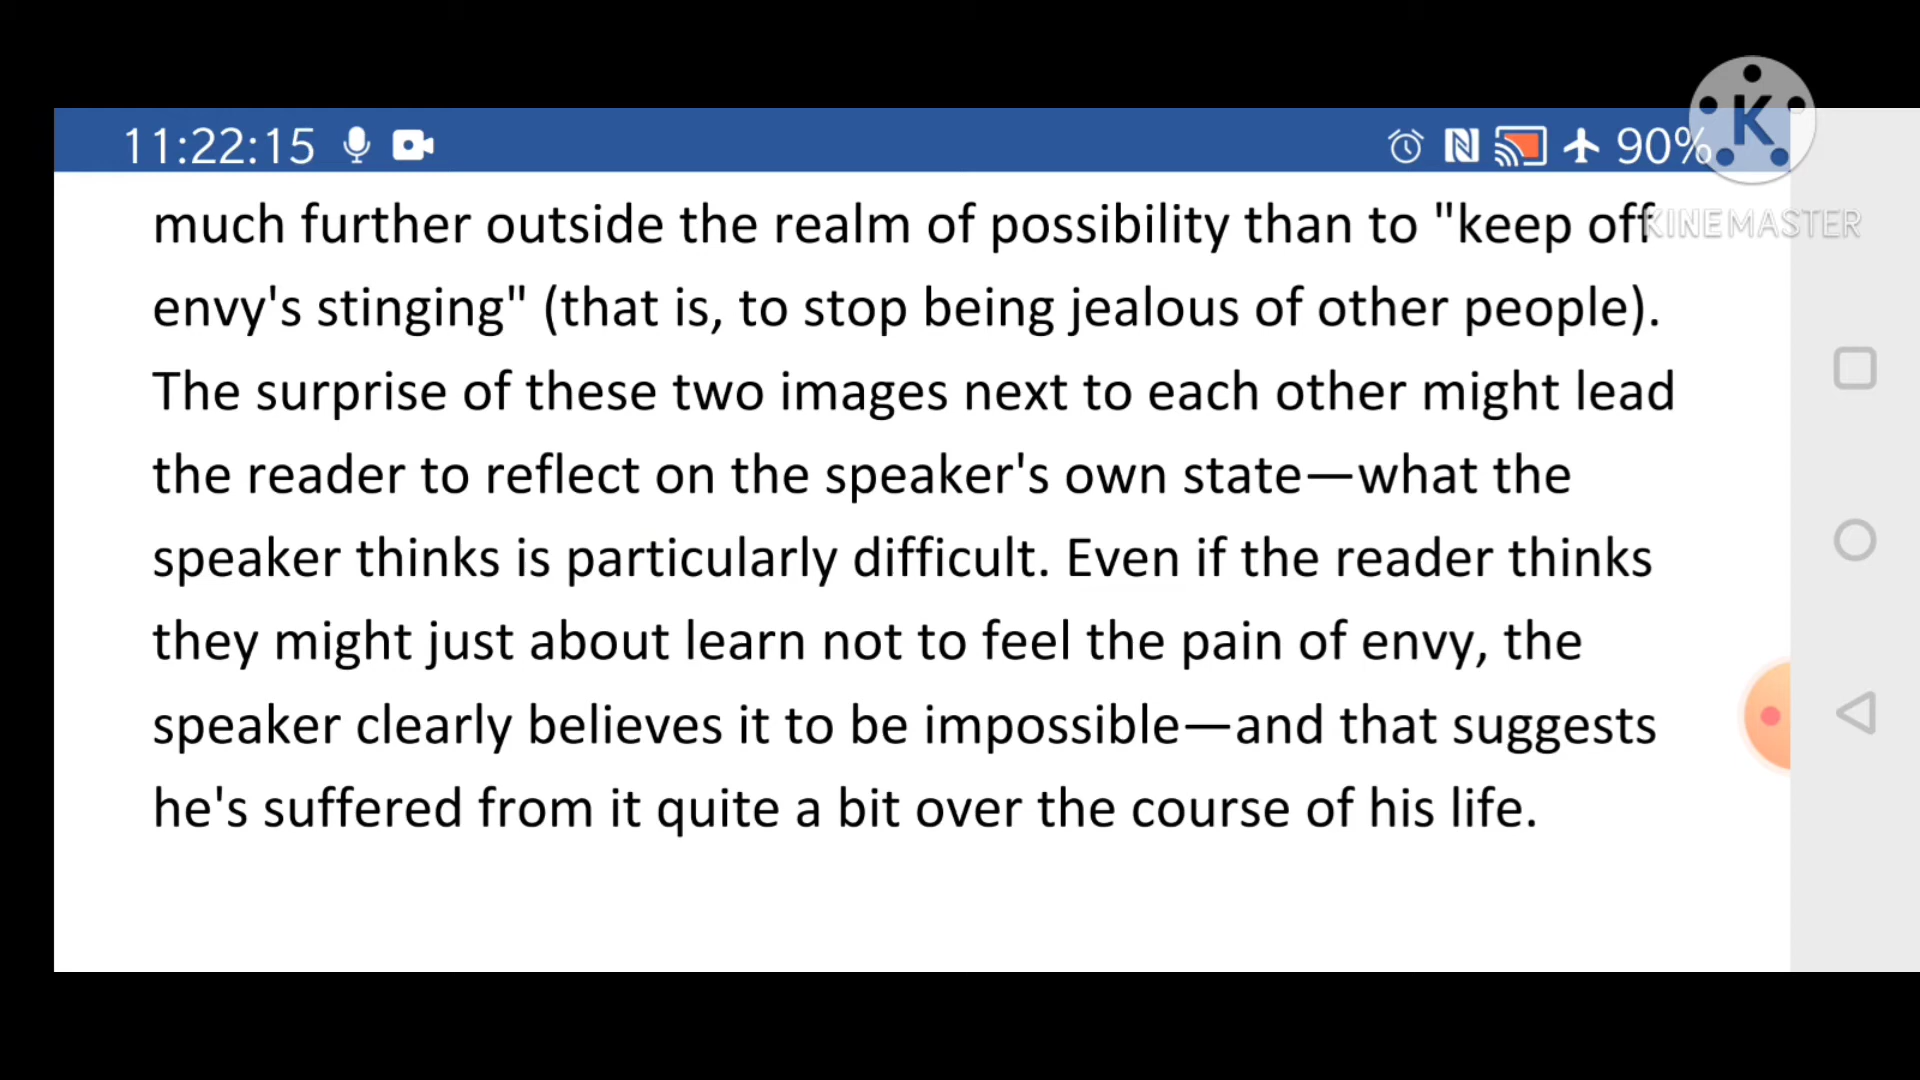 11:22:15 90%
K
KINEMASTER
much further outside the realm of possibility than to "keep off
envy's stinging" (that is, to stop being jealous of other people).
The surprise of these two images next to each other might lead
the reader to reflect on the speaker's own state—what the
speaker thinks is particularly difficult. Even if the reader thinks
they might just about learn not to feel the pain of envy, the
speaker clearly believes it to be impossible—and that suggests
he's suffered from it quite a bit over the course of his life.